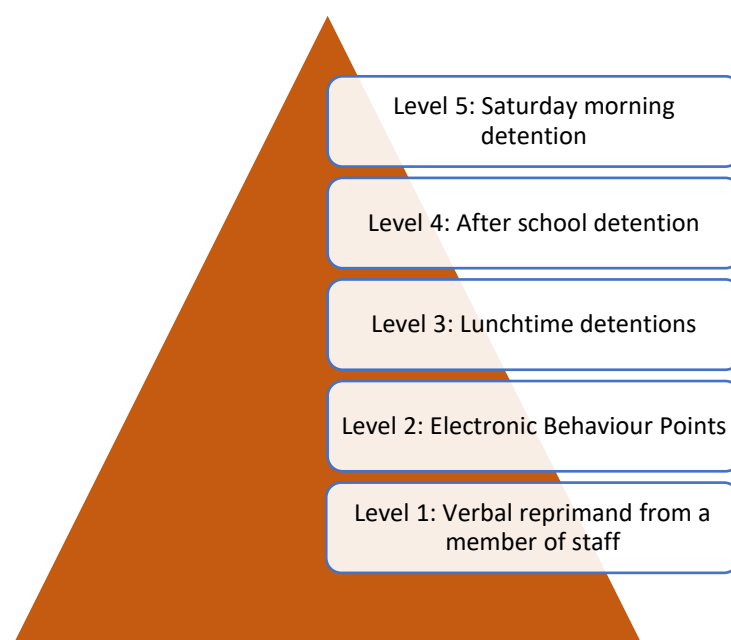 Level 5: Saturday morning
detention
Level 4: After school detention
Level 3: Lunchtime detentions
Level 2: Electronic Behaviour Points
Level 1: Verbal reprimand from a
member of staff